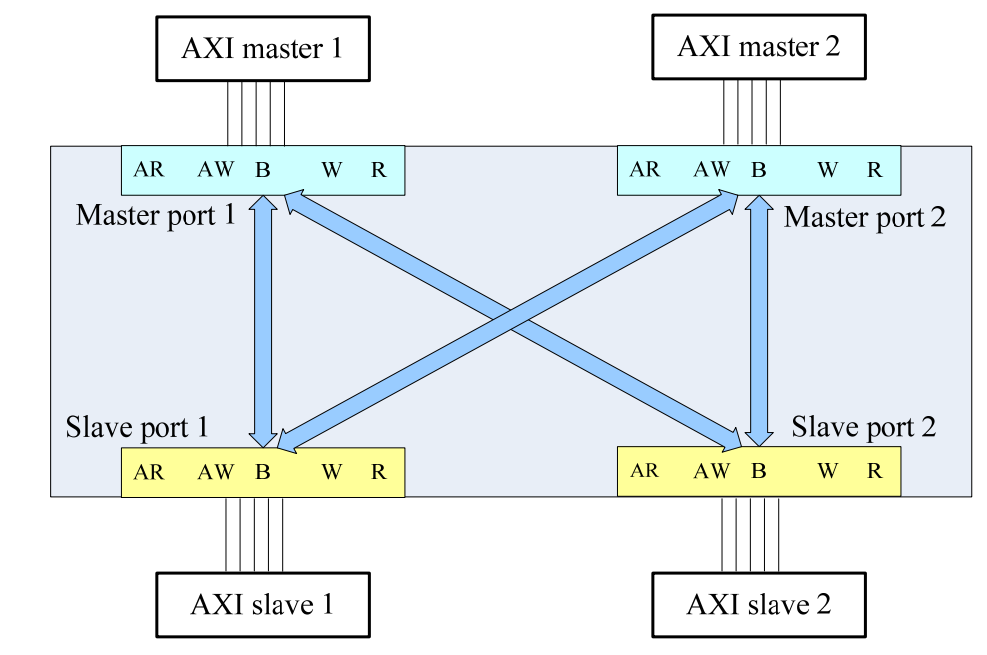 AXI master 1 AXI master 2
AR AW B W R AR AW B W R
Master port 1 Master port 2
Slave port 1 Slave port 2
AR AW B W R AR AW B W R
AXI slave 1 AXI slave 2